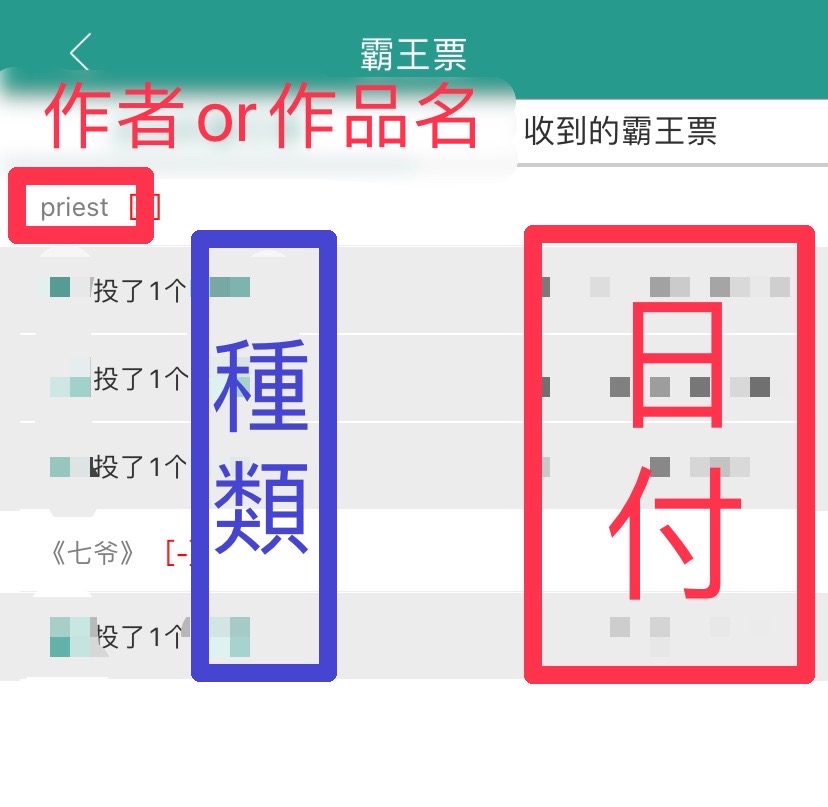 霸王票
作者or作品名
收到的霸王票
priest
投了1个
投了1个
投了1个
《七爷》 [-]
投了1个
種類
日付